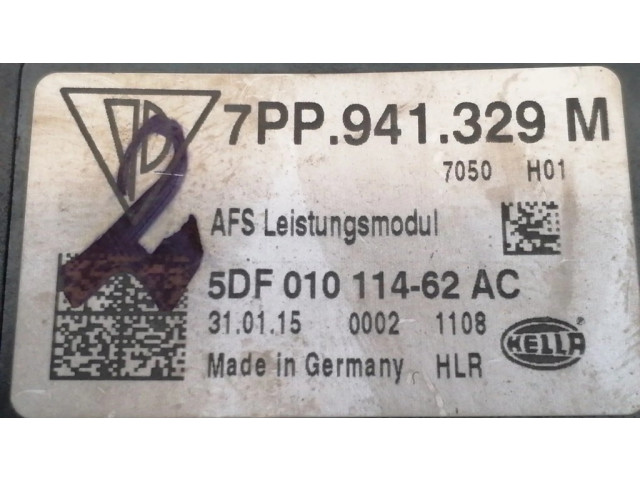 7PP.941.329 M
7050 H01
AFS Leistungsmodul
5DF 010 114-62 AC
31.01.15 0002 1108
Made in Germany HLR
HELLA
2